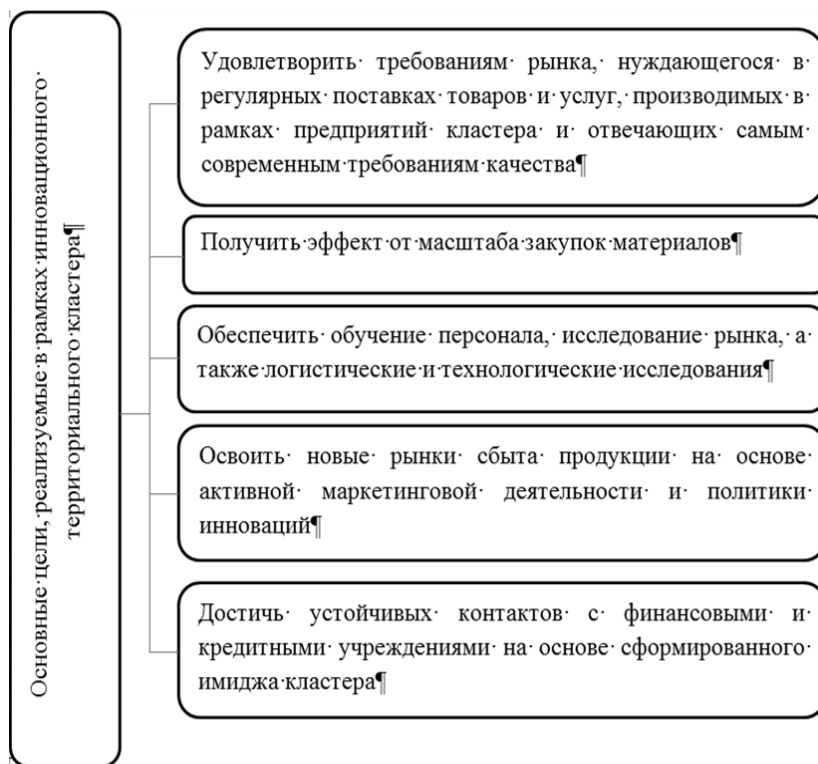 Основные цели, реализуемые в рамках инновационного
территориального кластера¶
Удовлетворить требованиям рынка, нуждающегося в
регулярных поставках товаров и услуг, производимых в
рамках предприятий кластера и отвечающих самым
современным требованиям качества¶
Получить эффект от масштаба закупок материалов¶
Обеспечить обучение персонала, исследование рынка, а
также логистические и технологические исследования¶
Освоить новые рынки сбыта продукции на основе
активной маркетинговой деятельности и политики
инноваций¶
Достичь устойчивых контактов с финансовыми и
кредитными учреждениями на основе сформированного
имиджа кластера¶